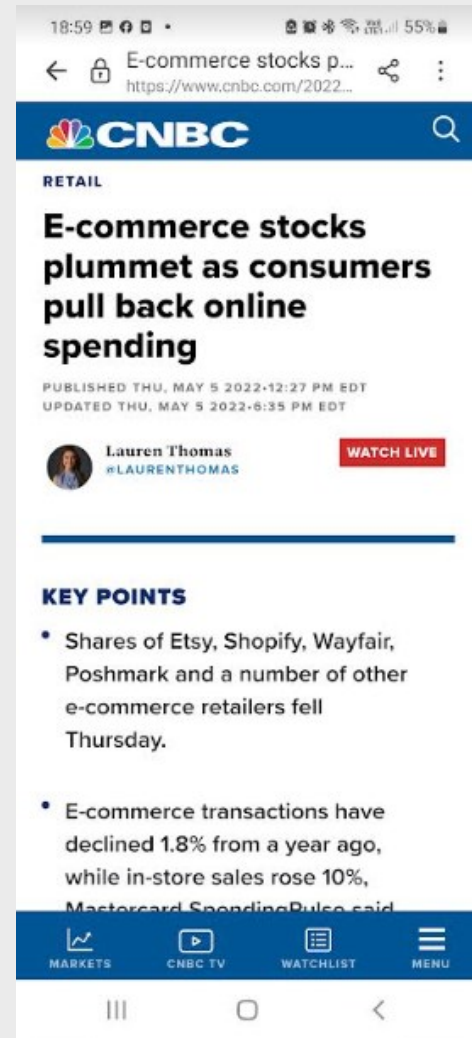 18:59
55%
E-commerce stocks p...
https://www.cnbc.com/2022...
CNBC
RETAIL
E-commerce stocks
plummet as consumers
pull back online
spending
PUBLISHED THU, MAY 5 2022•12:27 PM EDT
UPDATED THU, MAY 5 2022•6:35 PM EDT
Lauren Thomas
@LAURENTHOMAS
WATCH LIVE
KEY POINTS
• Shares of Etsy, Shopify, Wayfair,
Poshmark and a number of other
e-commerce retailers fell
Thursday.
• E-commerce transactions have
declined 1.8% from a year ago,
while in-store sales rose 10%,
Mastercard SpendingPulse said
MARKETS
CNBC TV
WATCHLIST
MENU